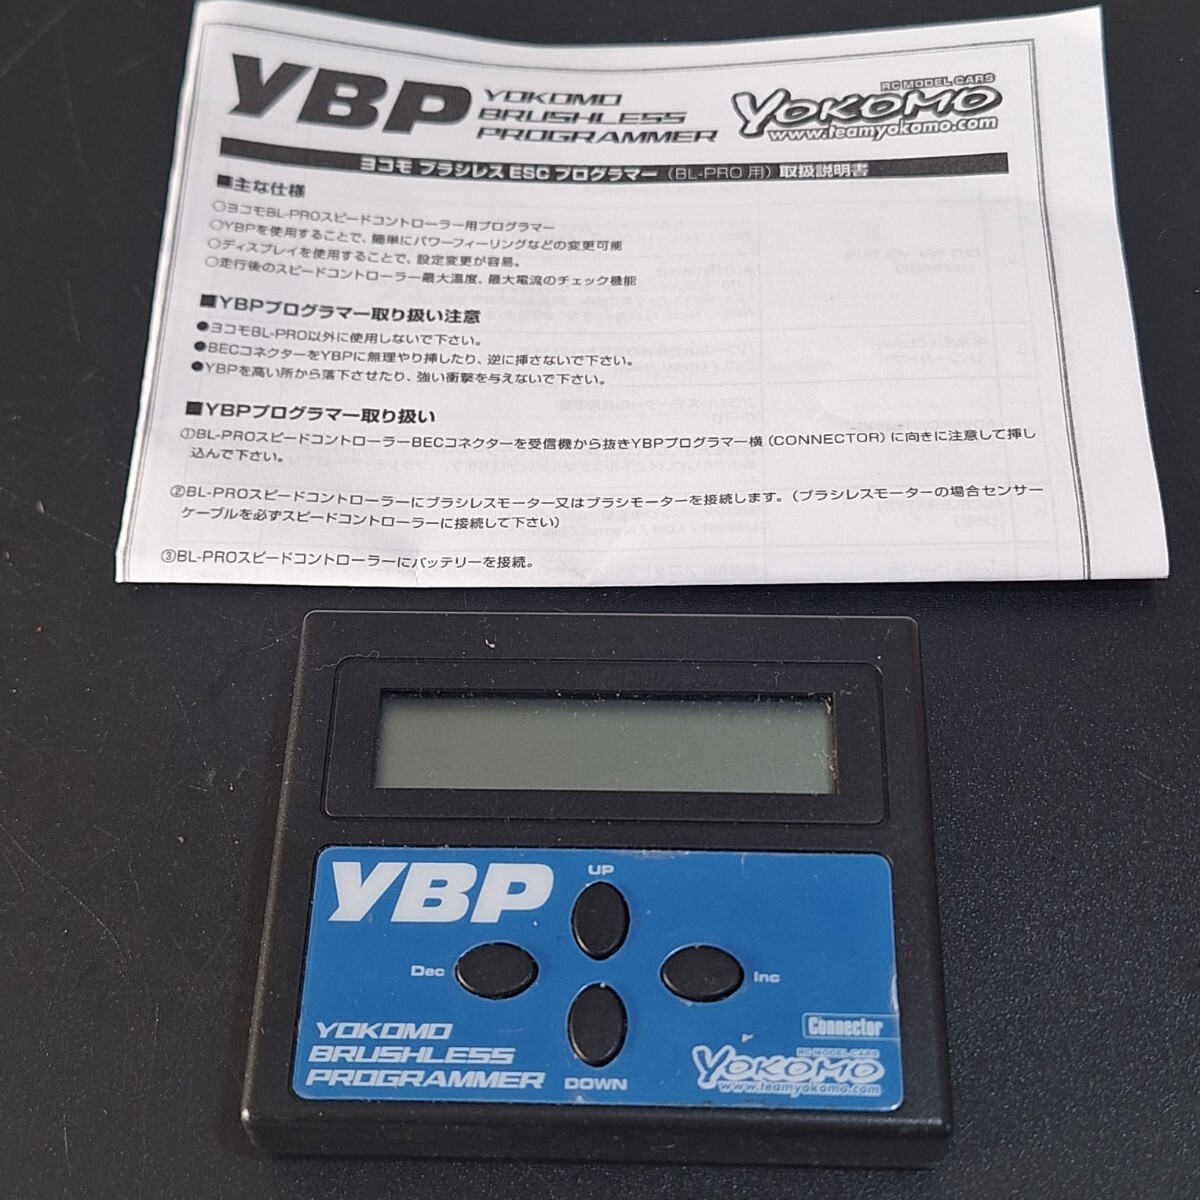 YBP YOKOMO
BRUSHLESS
PROGRAMMER
RC MODEL CARS
YOKOMO
www.teamyokomo.com
ヨコモ ブラシレス ESC プログラマー（BL-PRO 用）取扱説明書
■主な仕様
○ヨコモBL-PROスピードコントローラー用プログラマー
○YBPを使用することで、簡単にパワーフィーリングなどの変更可能
○ディスプレイを使用することで、設定変更が容易。
○走行後のスピードコントローラー最大温度、最大電流のチェック機能
■YBPプログラマー取り扱い注意
●ヨコモBL-PRO以外に使用しないで下さい。
●BECコネクターをYBPに無理やり挿したり、逆に挿さないで下さい。
●YBPを高い所から落下させたり、強い衝撃を与えないで下さい。
■YBPプログラマー取り扱い
①BL-PROスピードコントローラーBECコネクターを受信機から抜きYBPプログラマー横（CONNECTOR）に向きに注意して挿し
込んで下さい。
②BL-PROスピードコントローラーにブラシレスモーター又はブラシモーターを接続します。（ブラシレスモーターの場合センサー
ケーブルを必ずスピードコントローラーに接続して下さい）
③BL-PROスピードコントローラーにバッテリーを接続。
YBP
UP
Dec
Inc
DOWN
Connector
YOKOMO
BRUSHLESS
PROGRAMMER
RC MODEL CARS
YOKOMO
www.teamyokomo.com